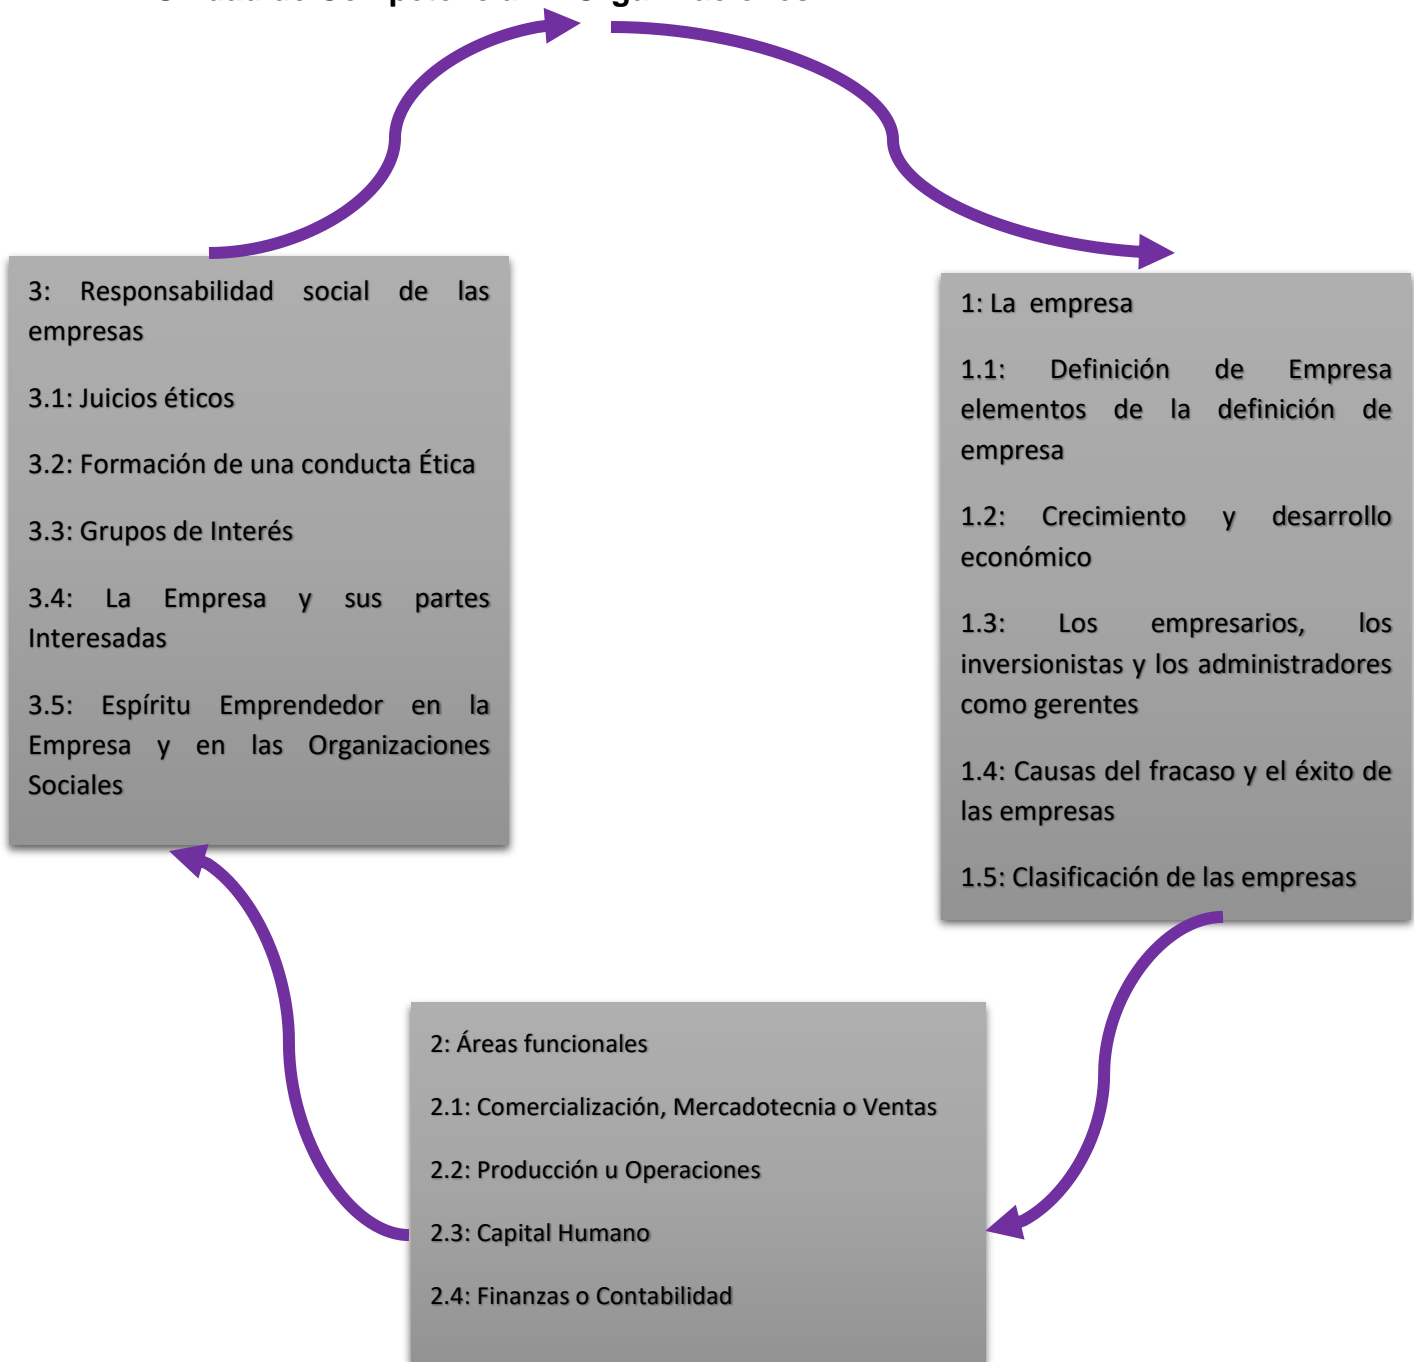 3: Responsabilidad social de las
empresas
3.1: Juicios éticos
3.2: Formación de una conducta Ética
3.3: Grupos de Interés
3.4: La Empresa y sus partes
Interesadas
3.5: Espíritu Emprendedor en la
Empresa y en las Organizaciones
Sociales
1: La empresa
1.1: Definición de Empresa
elementos de la definición de
empresa
1.2: Crecimiento y desarrollo
económico
1.3: Los empresarios, los
inversionistas y los administradores
como gerentes
1.4: Causas del fracaso y el éxito de
las empresas
1.5: Clasificación de las empresas
2: Áreas funcionales
2.1: Comercialización, Mercadotecnia o Ventas
2.2: Producción u Operaciones
2.3: Capital Humano
2.4: Finanzas o Contabilidad